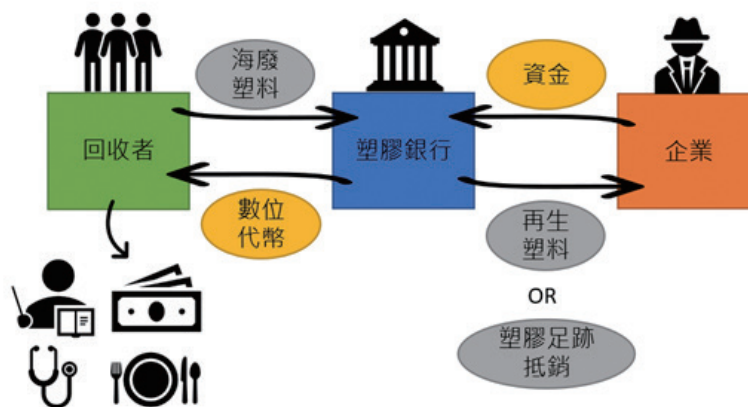 海廢
塑料
資金
回收者
塑膠銀行
企業
數位
代幣
再生
塑料
OR
塑膠足跡
抵銷